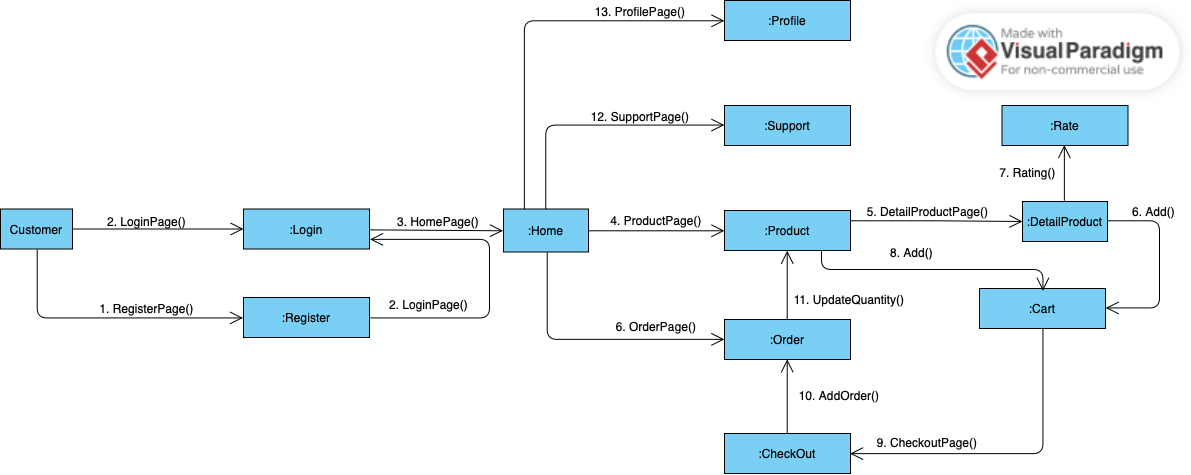 13. ProfilePage()
:Profile
Made with
VisualParadigm
For non-commercial use
12. SupportPage()
:Support
:Rate
7. Rating()
Customer
2. LoginPage()
:Login
3. HomePage()
:Home
4. ProductPage()
:Product
5. DetailProductPage()
:DetailProduct
6. Add()
8. Add()
1. RegisterPage()
:Register
2. LoginPage()
11. UpdateQuantity()
:Cart
6. OrderPage()
:Order
10. AddOrder()
9. CheckoutPage()
:CheckOut